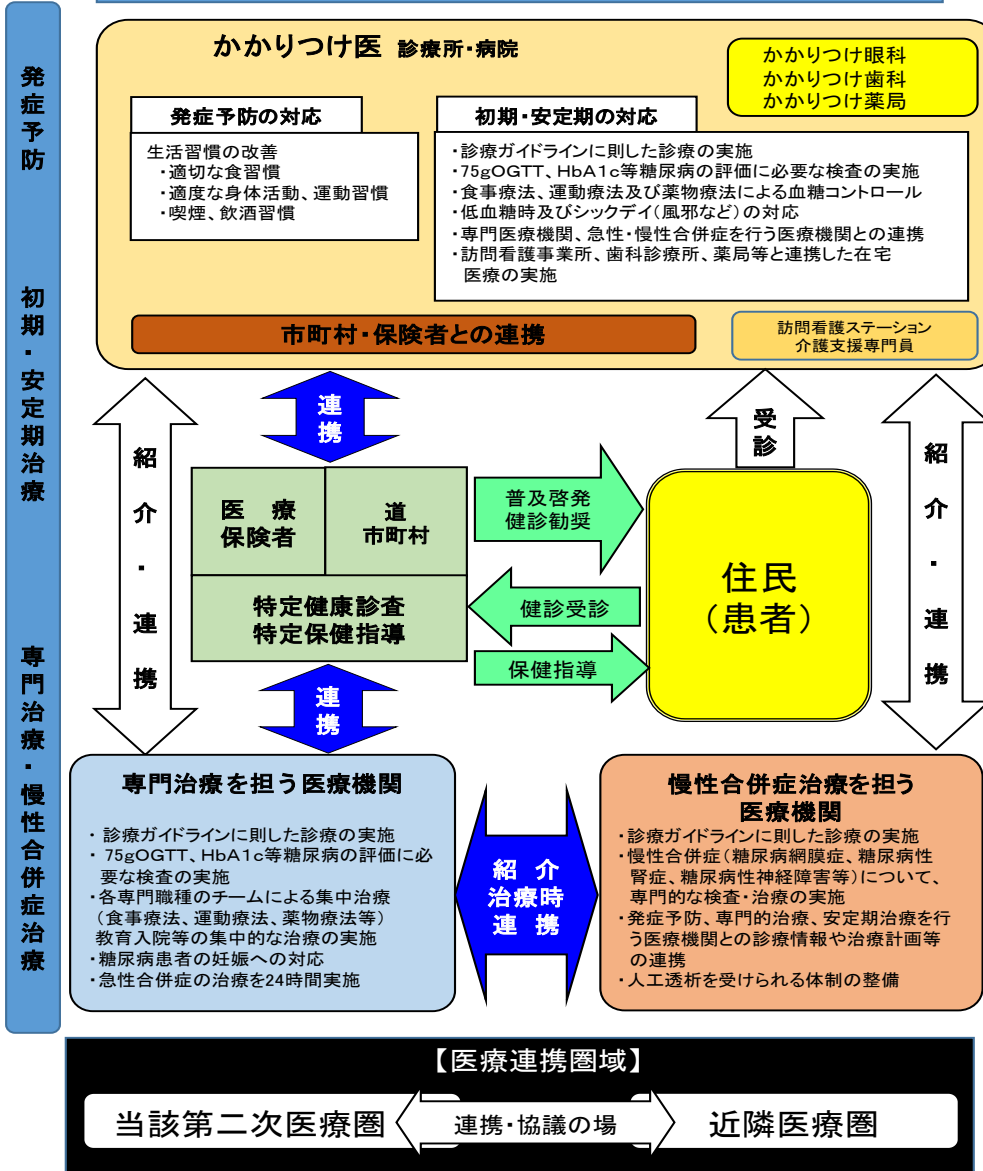 発症予防
初期・安定期治療
専門治療・慢性合併症治療
かかりつけ医 診療所・病院
かかりつけ眼科
かかりつけ歯科
かかりつけ薬局
発症予防の対応
生活習慣の改善
・適切な食習慣
・適度な身体活動、運動習慣
・喫煙、飲酒習慣
初期・安定期の対応
・診療ガイドラインに則した診療の実施
・75gOGTT、HbA1c等糖尿病の評価に必要な検査の実施
・食事療法、運動療法及び薬物療法による血糖コントロール
・低血糖時及びシックデイ(風邪など)の対応
・専門医療機関、急性・慢性合併症を行う医療機関との連携
・訪問看護事業所、歯科診療所、薬局等と連携した在宅
医療の実施
市町村・保険者との連携
訪問看護ステーション
介護支援専門員
紹介・連携
連携
受診
紹介・連携
医 療
保険者
道
市町村
特定健康診査
特定保健指導
普及啓発
健診勧奨
健診受診
保健指導
住民
(患者)
連携
専門治療を担う医療機関
・ 診療ガイドラインに則した診療の実施
・ 75gOGTT、HbA1c等糖尿病の評価に必
要な検査の実施
・各専門職種のチームによる集中治療
(食事療法、運動療法、薬物療法等)
教育入院等の集中的な治療の実施
・糖尿病患者の妊娠への対応
・急性合併症の治療を24時間実施
紹 介
治療時
連 携
慢性合併症治療を担う
医療機関
・診療ガイドラインに則した診療の実施
・慢性合併症(糖尿病網膜症、糖尿病性
腎症、糖尿病性神経障害等)について、
専門的な検査・治療の実施
・発症予防、専門的治療、安定期治療を行
う医療機関との診療情報や治療計画等
の連携
・人工透析を受けられる体制の整備
【医療連携圏域】
当該第二次医療圏
連携・協議の場
近隣医療圏